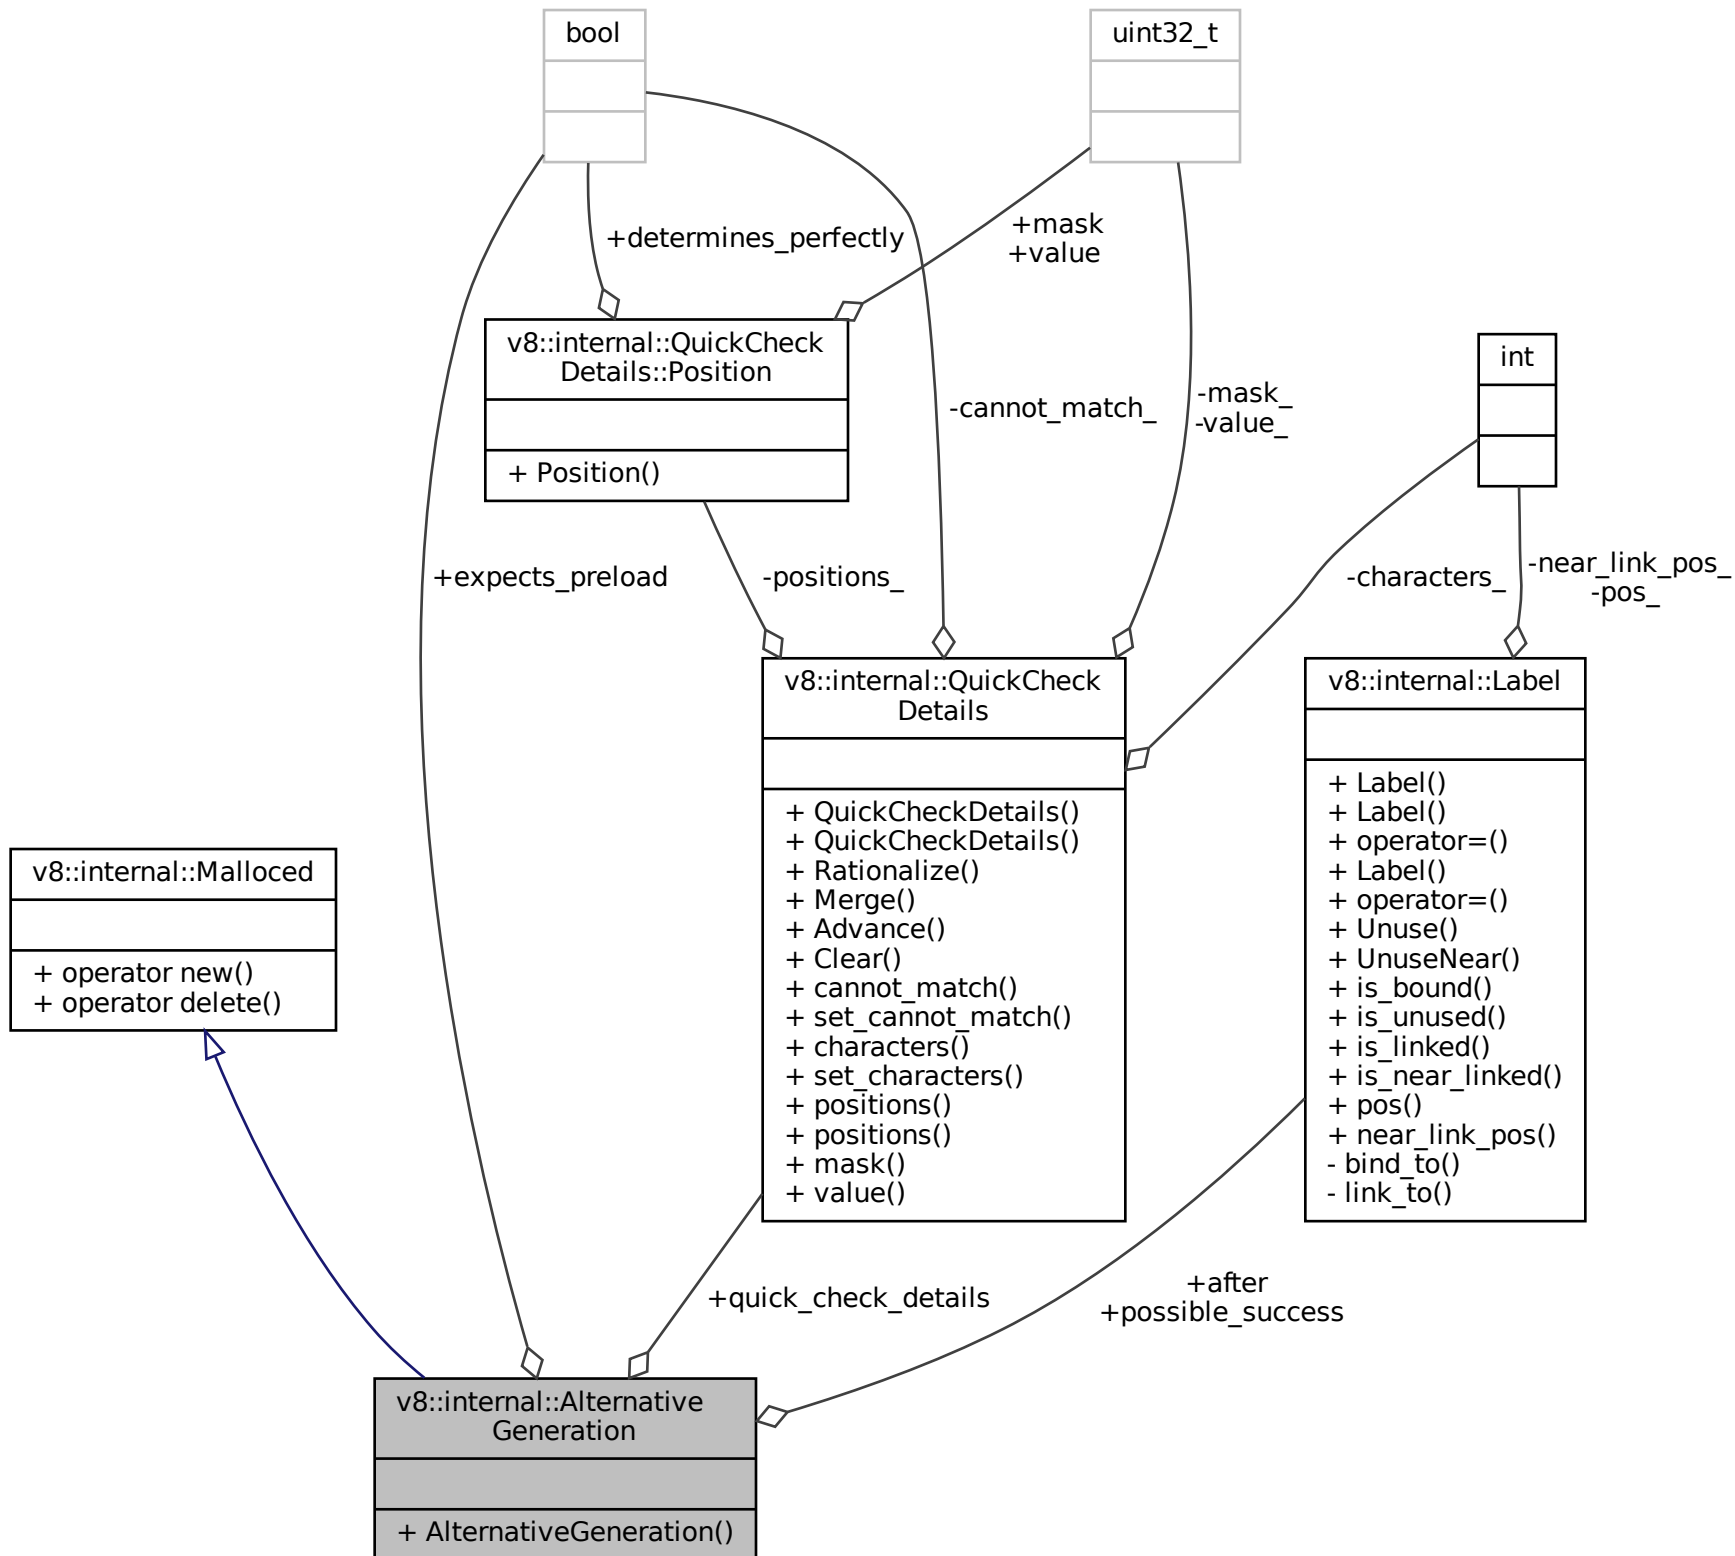 bool
uint32_t
+determines_perfectly
+mask
+value
v8::internal::QuickCheck
Details::Position
+ Position()
int
-cannot_match_
-mask_
-value_
+expects_preload
-positions_
-characters_
-near_link_pos_
-pos_
v8::internal::QuickCheck
Details
+ QuickCheckDetails()
+ QuickCheckDetails()
+ Rationalize()
+ Merge()
+ Advance()
+ Clear()
+ cannot_match()
+ set_cannot_match()
+ characters()
+ set_characters()
+ positions()
+ positions()
+ mask()
+ value()
v8::internal::Label
+ Label()
+ Label()
+ operator=()
+ Label()
+ operator=()
+ Unuse()
+ UnuseNear()
+ is_bound()
+ is_unused()
+ is_linked()
+ is_near_linked()
+ pos()
+ near_link_pos()
- bind_to()
- link_to()
v8::internal::Malloced
+ operator new()
+ operator delete()
+quick_check_details
+after
+possible_success
v8::internal::Alternative
Generation
+ AlternativeGeneration()